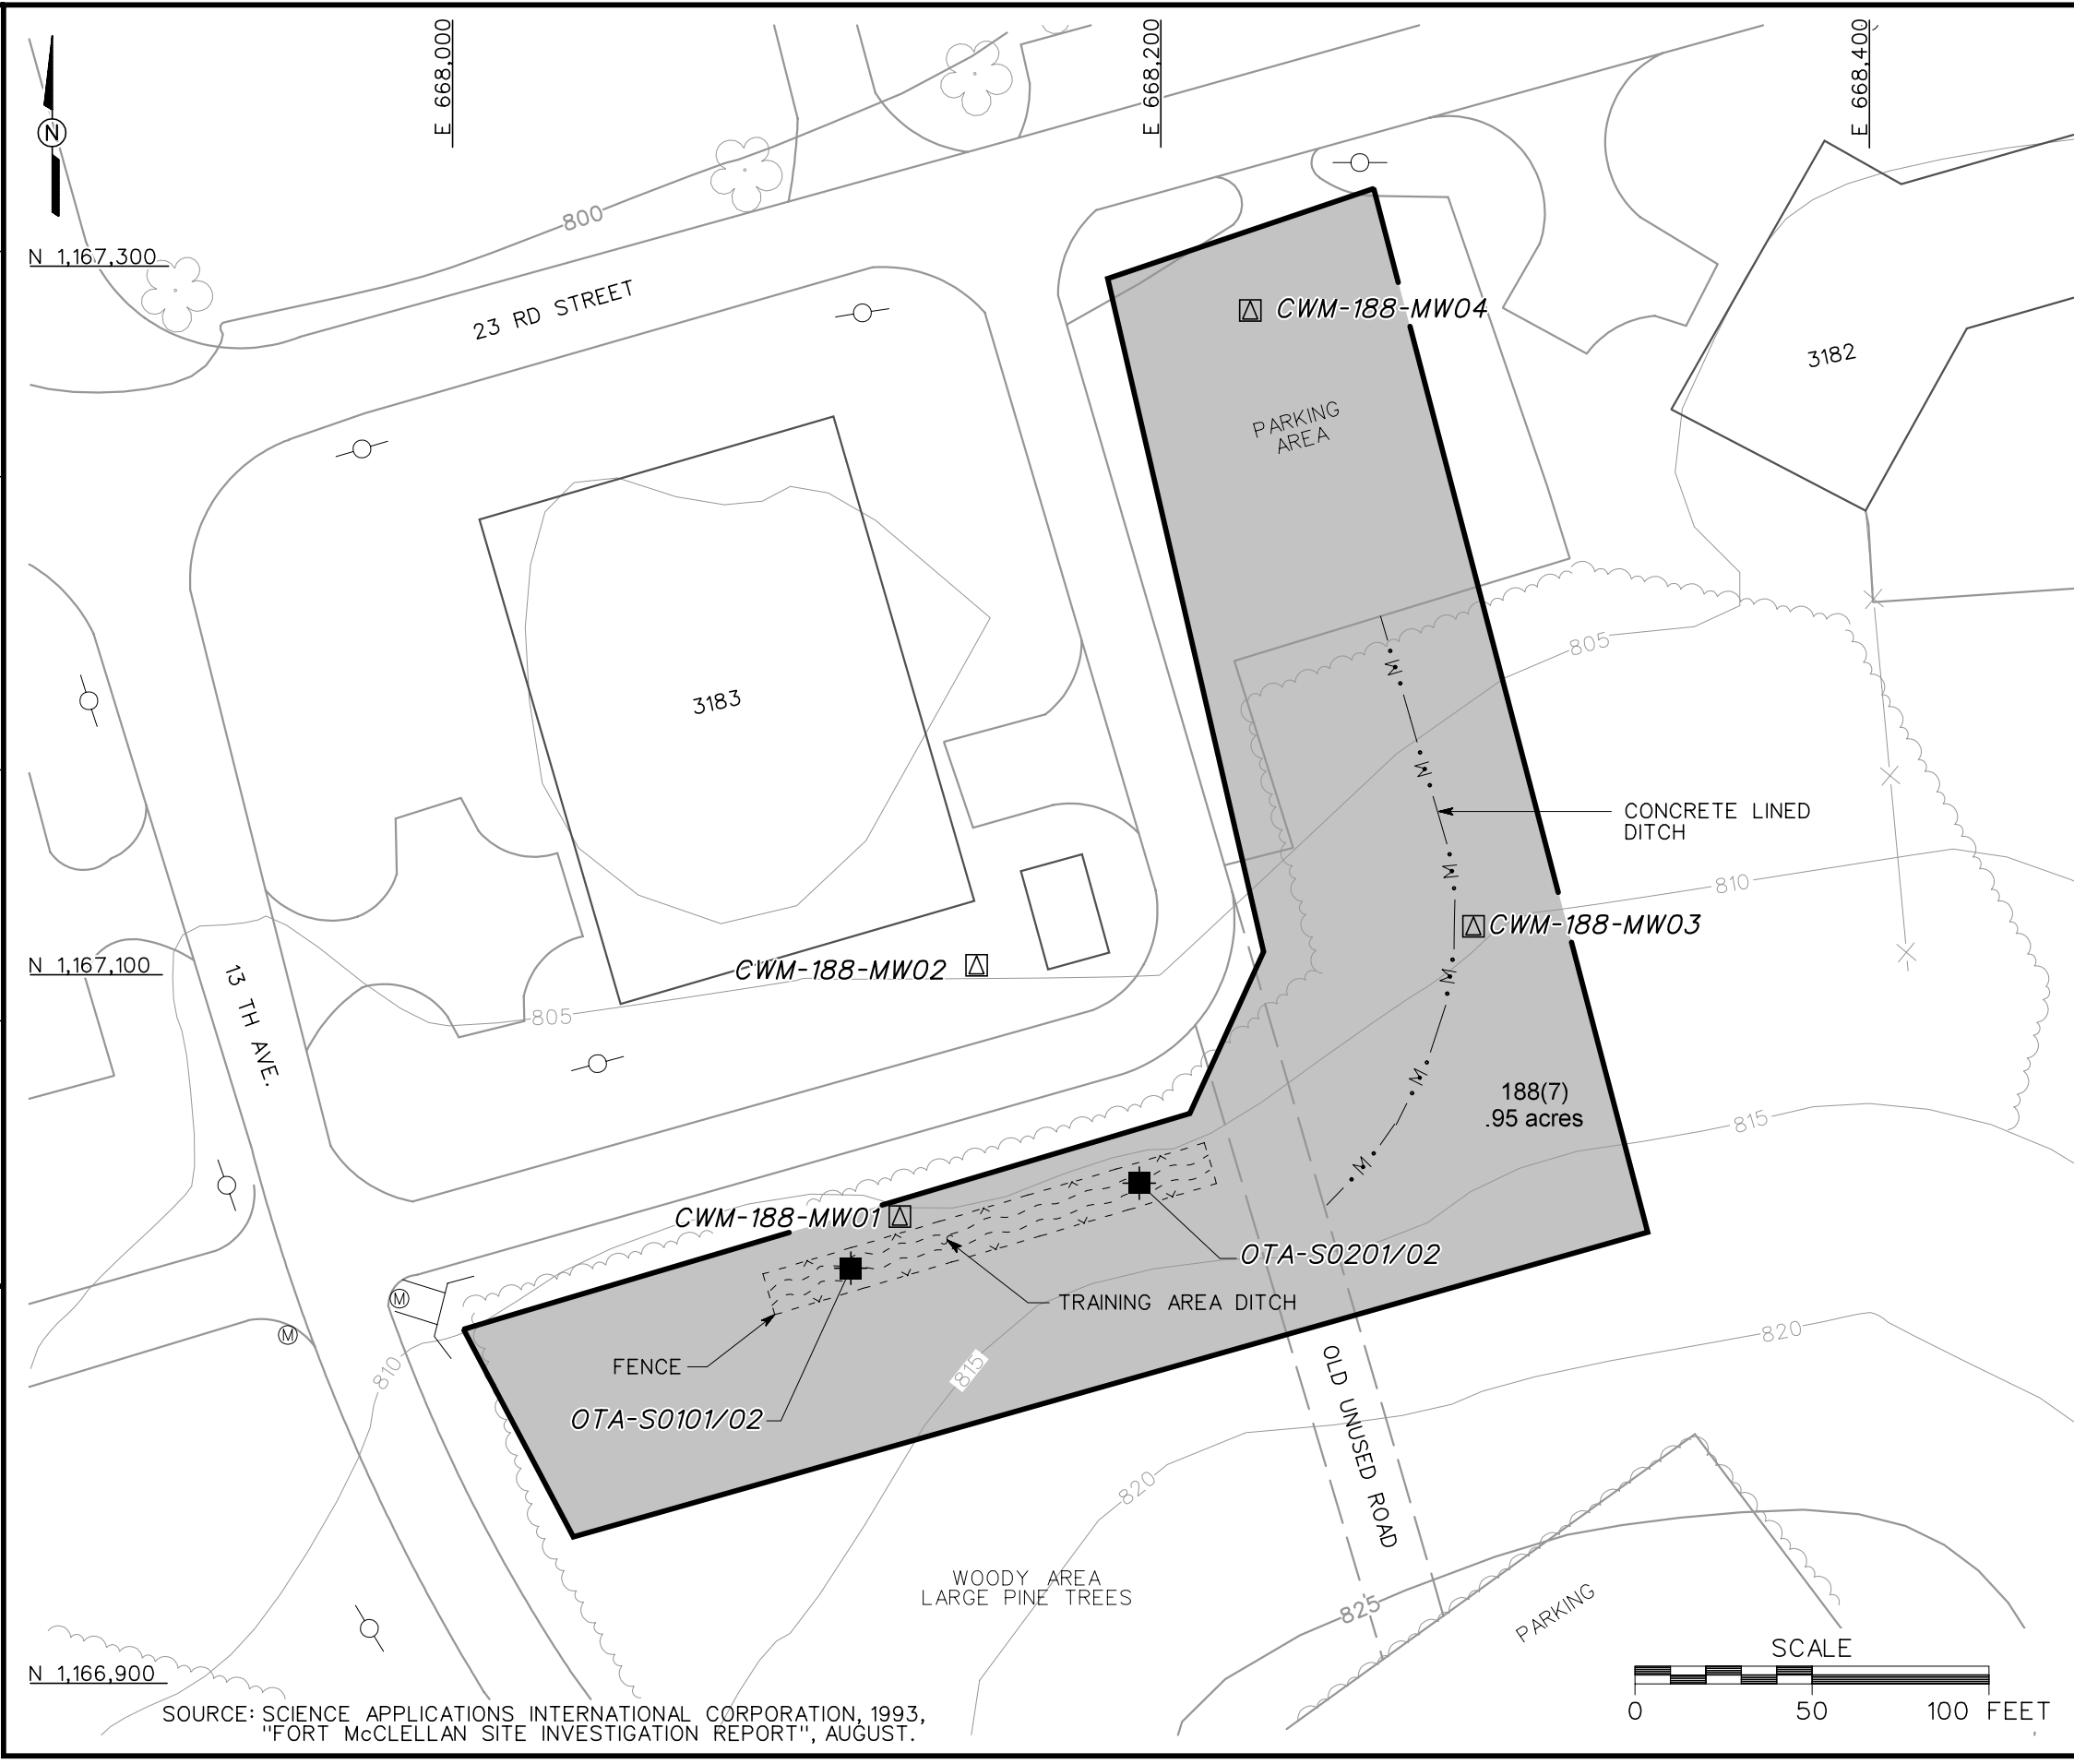 E 668,000
E 668,200
E 668,400
N
N 1,167,300
800
23 RD STREET
CWM-188-MW04
3182
PARKING
AREA
805
3183
CONCRETE LINED
DITCH
W
W
W
W
W
W
810
CWM-188-MW03
N 1,167,100
CWM-188-MW02
805
13 TH AVE.
188(7)
.95 acres
815
CWM-188-MW01
OTA-S0201/02
TRAINING AREA DITCH
M
M
810
FENCE
815
OTA-S0101/02
820
OLD UNUSED ROAD
820
WOODY AREA
LARGE PINE TREES
825
PARKING
N 1,166,900
SCALE
0 50 100 FEET
SOURCE: SCIENCE APPLICATIONS INTERNATIONAL CORPORATION, 1993,
"FORT McCLELLAN SITE INVESTIGATION REPORT", AUGUST.